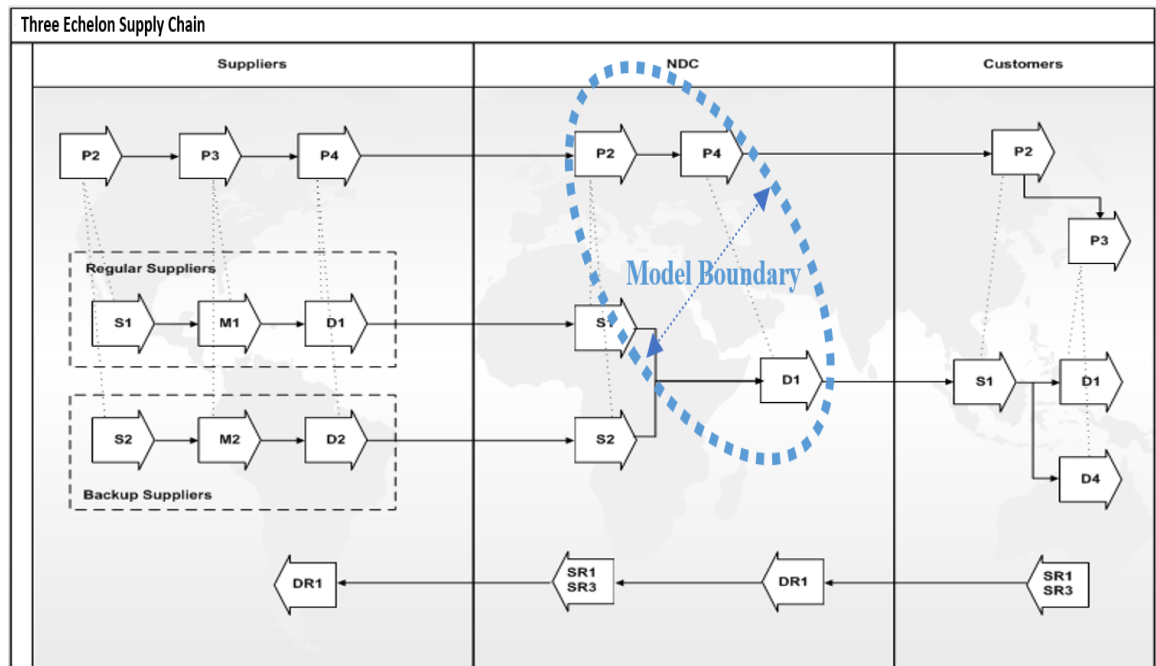 Three Echelon Supply Chain
Suppliers
NDC
Customers
P2
P3
P4
P2
P4
P2
P3
Regular Suppliers
Model Boundary
S1
M1
D1
S1
D1
S1
D1
S2
M2
D2
S2
D4
Backup Suppliers
DR1
SR1
SR3
DR1
SR1
SR3